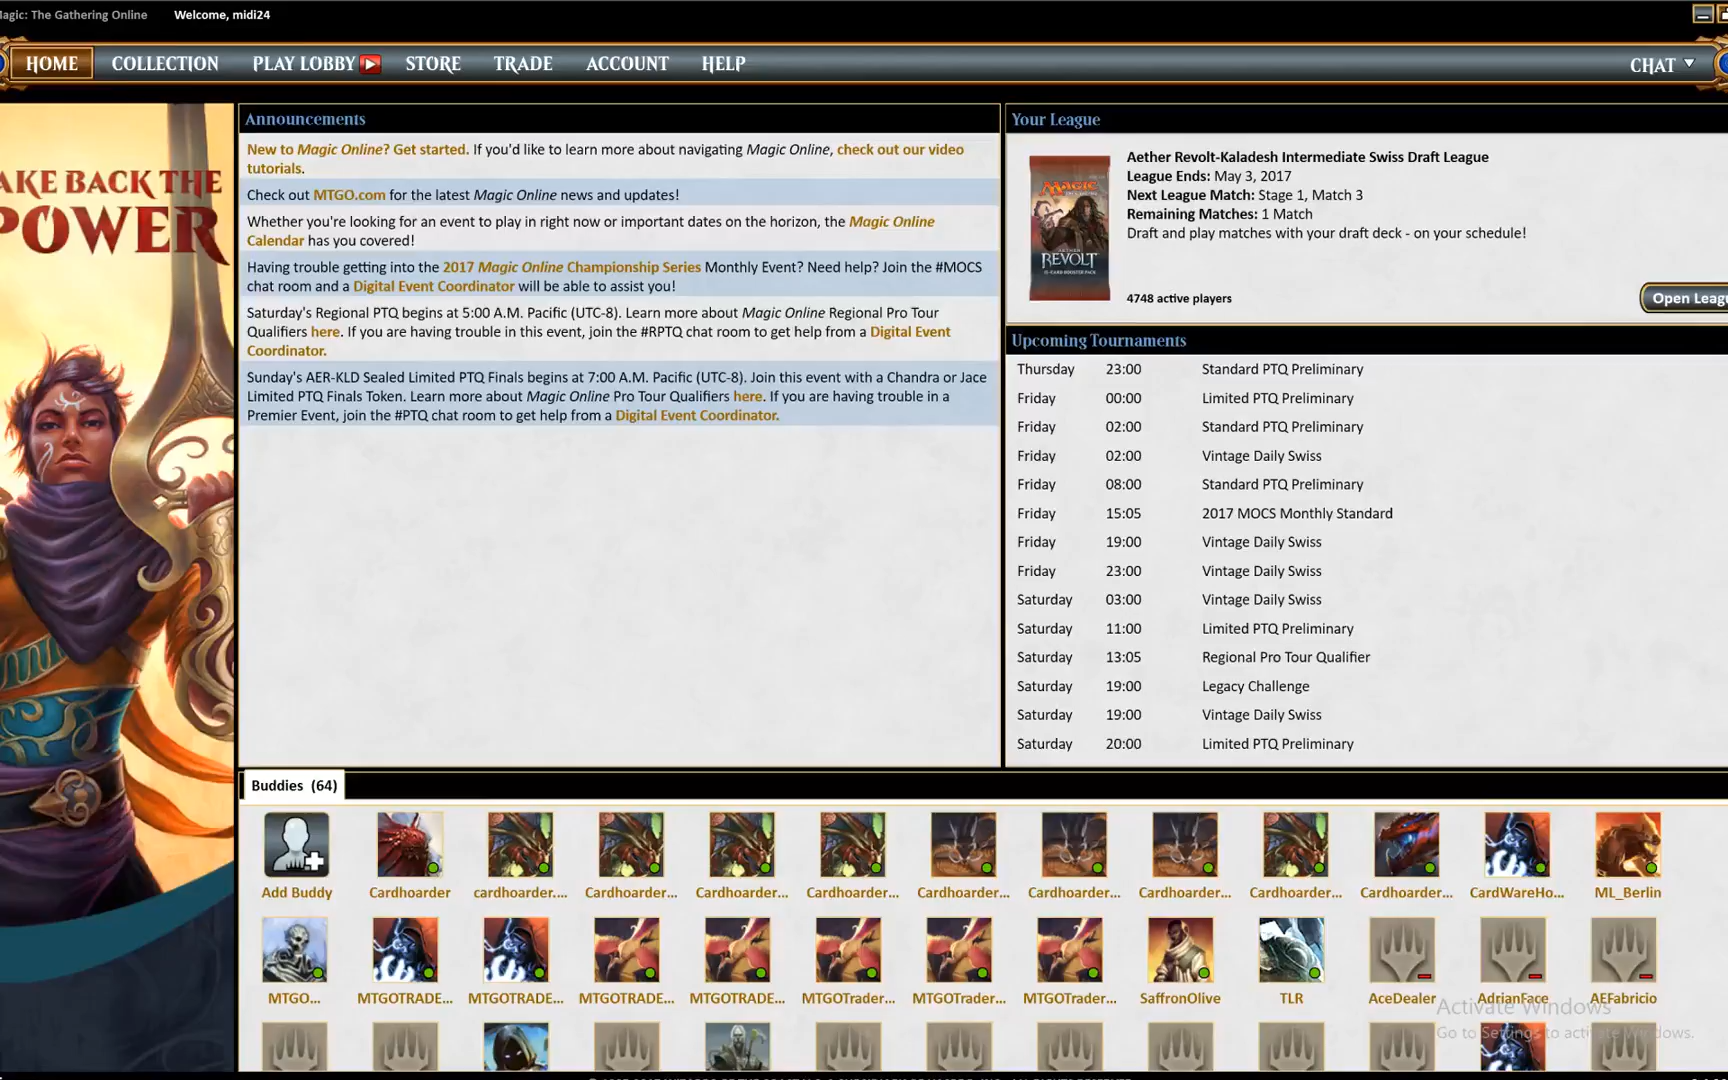 Magic: The Gathering Online
Welcome, midi24
HOME
COLLECTION
PLAY LOBBY
STORE
TRADE
ACCOUNT
HELP
CHAT
AKE BACK THE
POWER
Announcements
New to Magic Online? Get started. If you'd like to learn more about navigating Magic Online, check out our video
tutorials.
Check out MTGO.com for the latest Magic Online news and updates!
Whether you're looking for an event to play in right now or important dates on the horizon, the Magic Online
Calendar has you covered!
Having trouble getting into the 2017 Magic Online Championship Series Monthly Event? Need help? Join the #MOCS
chat room and a Digital Event Coordinator will be able to assist you!
Saturday's Regional PTQ begins at 5:00 A.M. Pacific (UTC-8). Learn more about Magic Online Regional Pro Tour
Qualifiers here. If you are having trouble in this event, join the #RPTQ chat room to get help from a Digital Event
Coordinator.
Sunday's AER-KLD Sealed Limited PTQ Finals begins at 7:00 A.M. Pacific (UTC-8). Join this event with a Chandra or Jace
Limited PTQ Finals Token. Learn more about Magic Online Pro Tour Qualifiers here. If you are having trouble in a
Premier Event, join the #PTQ chat room to get help from a Digital Event Coordinator.
Your League
MAGIC
AETHER
REVOLT
Aether Revolt-Kaladesh Intermediate Swiss Draft League
League Ends: May 3, 2017
Next League Match: Stage 1, Match 3
Remaining Matches: 1 Match
Draft and play matches with your draft deck - on your schedule!
4748 active players
Open Leagu
Upcoming Tournaments
Thursday 23:00 Standard PTQ Preliminary
Friday 00:00 Limited PTQ Preliminary
Friday 02:00 Standard PTQ Preliminary
Friday 02:00 Vintage Daily Swiss
Friday 08:00 Standard PTQ Preliminary
Friday 15:05 2017 MOCS Monthly Standard
Friday 19:00 Vintage Daily Swiss
Friday 23:00 Vintage Daily Swiss
Saturday 03:00 Vintage Daily Swiss
Saturday 11:00 Limited PTQ Preliminary
Saturday 13:05 Regional Pro Tour Qualifier
Saturday 19:00 Legacy Challenge
Saturday 19:00 Vintage Daily Swiss
Saturday 20:00 Limited PTQ Preliminary
Buddies (64)
Add Buddy Cardhoarder cardhoarder.... Cardhoarder... Cardhoarder... Cardhoarder... Cardhoarder... Cardhoarder... Cardhoarder... Cardhoarder... Cardhoarder... CardWareHo... ML_Berlin
MTGO... MTGOTRADE... MTGOTRADE... MTGOTRADE... MTGOTRADE... MTGOTrader... MTGOTrader... MTGOTrader... SaffronOlive TLR AceDealer AdrianFace AEFabricio
Activate Windows
Go to Settings to activate Windows.